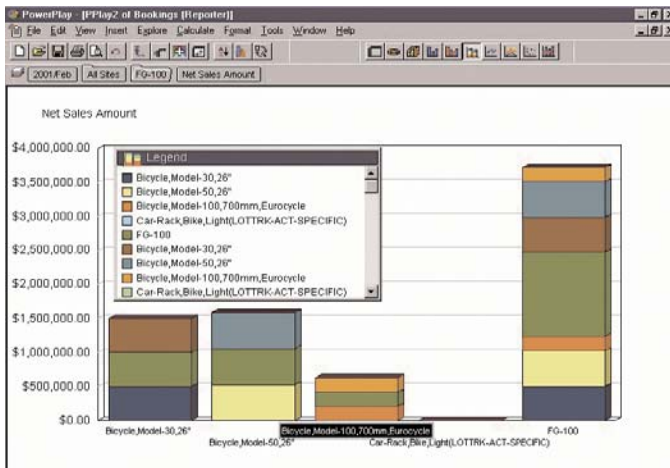 PowerPlay - [PPlay2 of Bookings [Reporter]]
File Edit View Insert Explore Calculate Format Tools Window Help
2001/Feb All Sites FG-100 Net Sales Amount
Net Sales Amount
$4,000,000.00
$3,500,000.00
$3,000,000.00
$2,500,000.00
$2,000,000.00
$1,500,000.00
$1,000,000.00
$500,000.00
$0.00
Legend
Bicycle,Model-30,26"
Bicycle,Model-50,26"
Bicycle,Model-100,700mm,Eurocycle
Car-Rack,Bike,Light(LOTTRK-ACT-SPECIFIC)
FG-100
Bicycle,Model-30,26"
Bicycle,Model-50,26"
Bicycle,Model-100,700mm,Eurocycle
Car-Rack,Bike,Light(LOTTRK-ACT-SPECIFIC)
Bicycle,Model-30,26"
Bicycle,Model-50,26"
Bicycle,Model-100,700mm,Eurocycle
Car-Rack,Bike,Light(LOTTRK-ACT-SPECIFIC)
FG-100